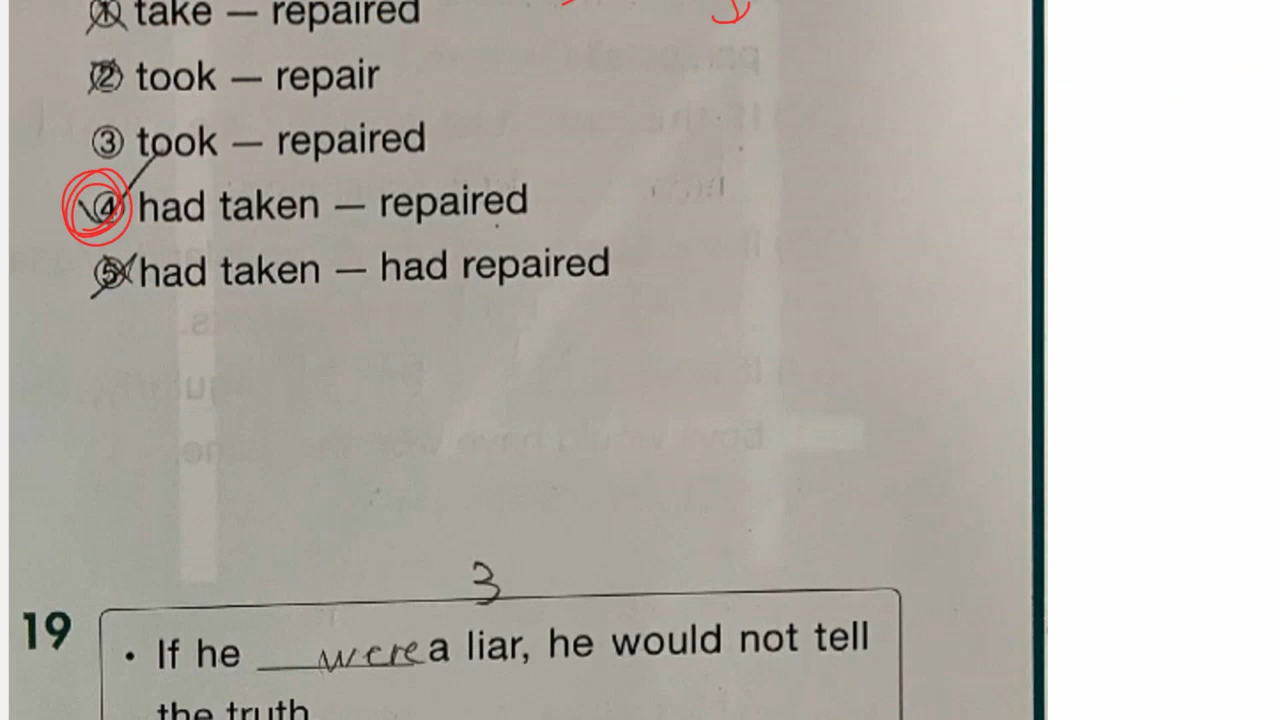 ① take — repaired
② took — repair
③ took — repaired
④ had taken — repaired
⑤ had taken — had repaired
3
19
• If he were a liar, he would not tell
the truth